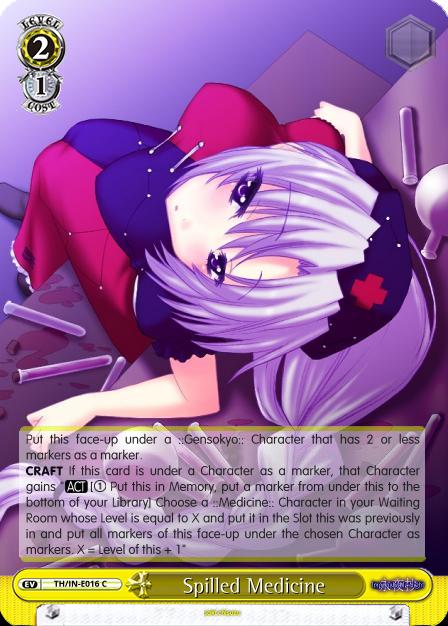 LEVEL
2
1
COST
Put this face-up under a ::Gensokyo:: Character that has 2 or less
markers as a marker.
CRAFT If this card is under a Character as a marker, that Character
gains "ACT[① Put this in Memory, put a marker from under this to the
bottom of your Library] Choose a ::Medicine:: Character in your Waiting
Room whose Level is equal to X and put it in the Slot this was previously
in and put all markers of this face-up under the chosen Character as
markers. X = Level of this + 1"
EV TH/IN-E016 C Spilled Medicine